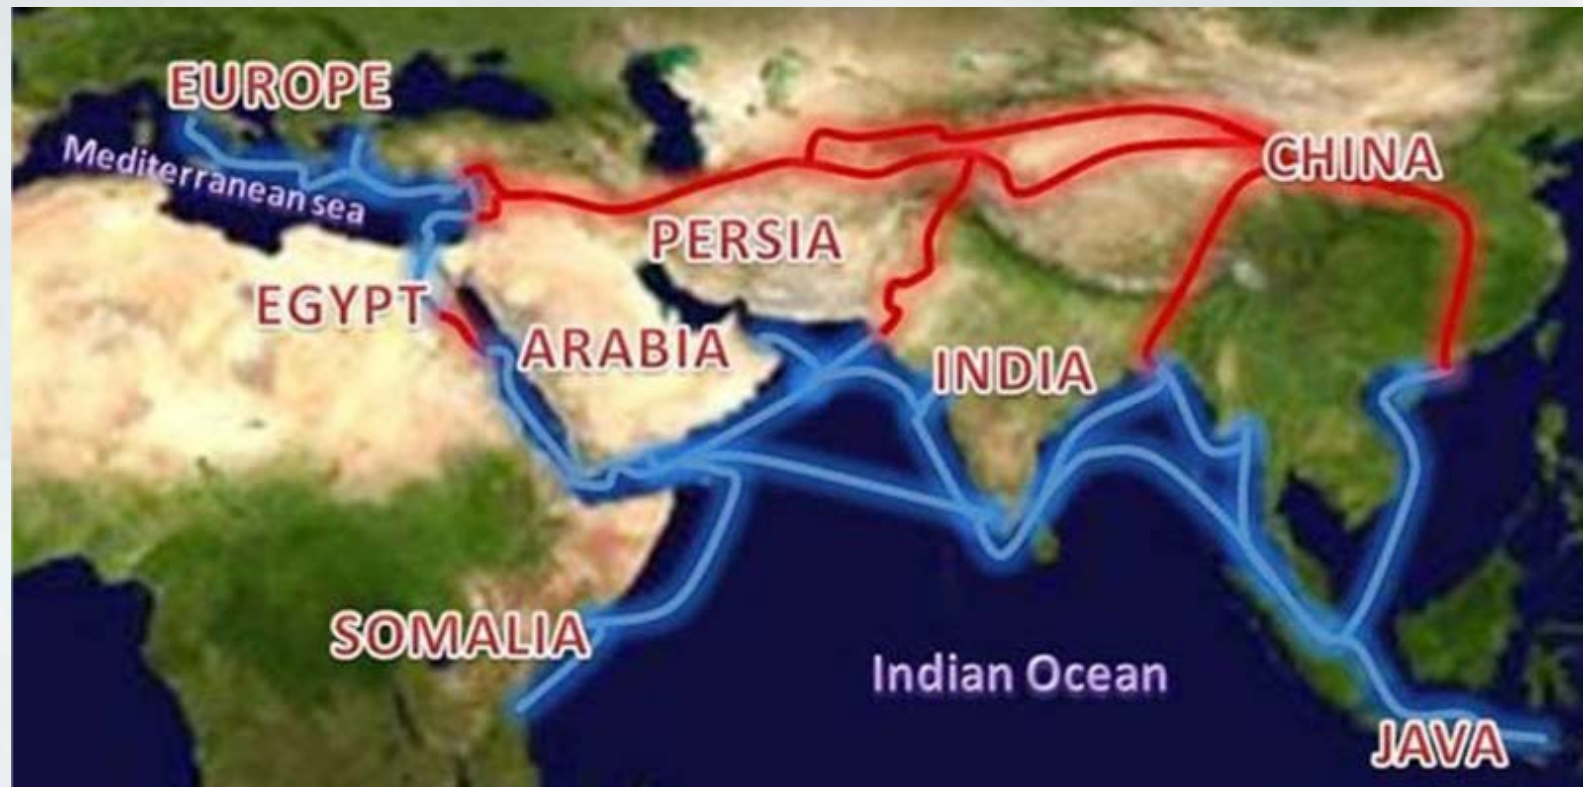 EUROPE
Mediterranean sea
CHINA
PERSIA
EGYPT
ARABIA
INDIA
SOMALIA
Indian Ocean
JAVA